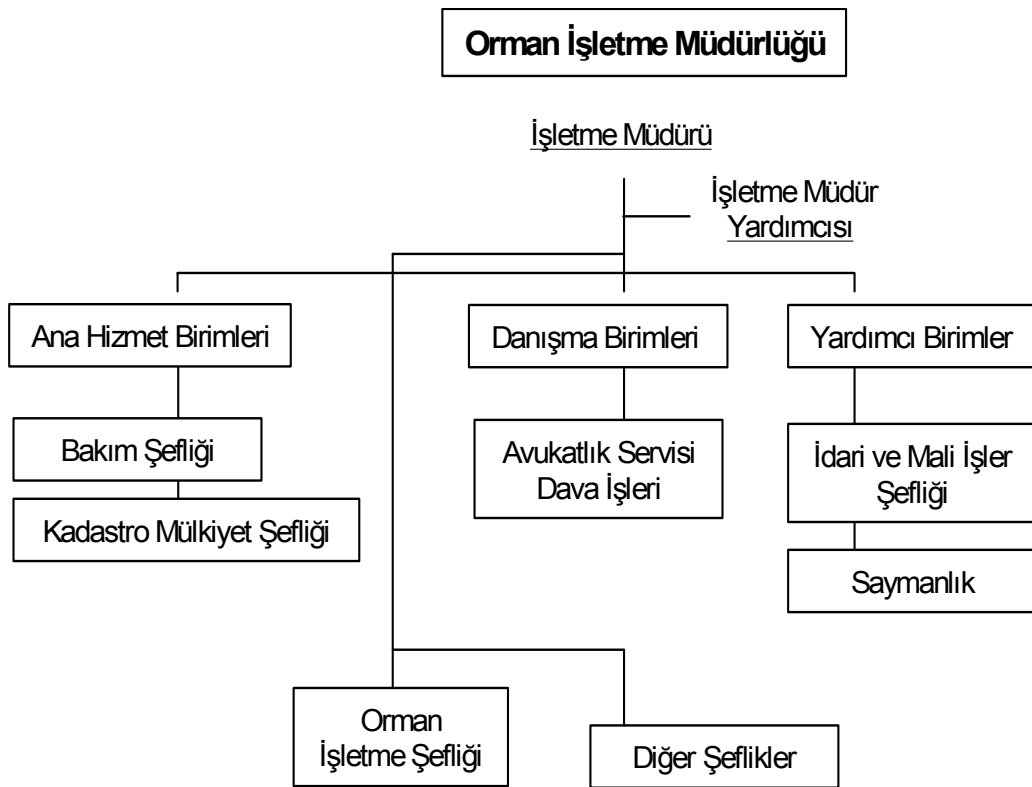 Orman İşletme Müdürlüğü
İşletme Müdürü
İşletme Müdür
Yardımcısı
Ana Hizmet Birimleri
Danışma Birimleri
Yardımcı Birimler
Bakım Şefliği
Kadastro Mülkiyet Şefliği
Avukatlık Servisi
Dava İşleri
İdari ve Mali İşler
Şefliği
Saymanlık
Orman
İşletme Şefliği
Diğer Şeflikler